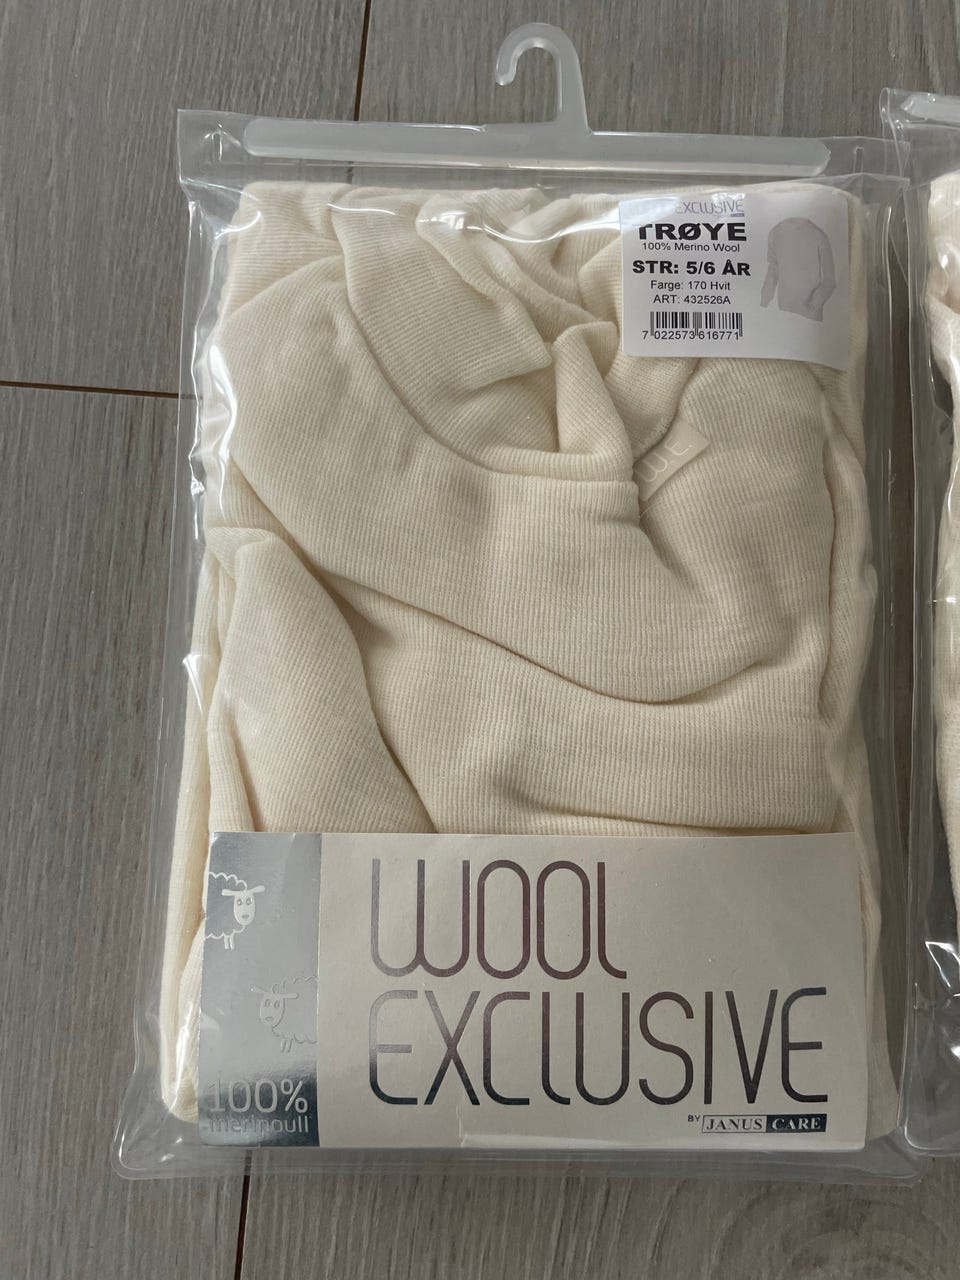 EXCLUSIVE
TRØYE
100% Merino Wool
STR: 5/6 ÅR
Farge: 170 Hvit
ART: 432526A
7 022573 616771
WE
WOOL
EXCLUSIVE
100%
merinoull
BY JANUS CARE